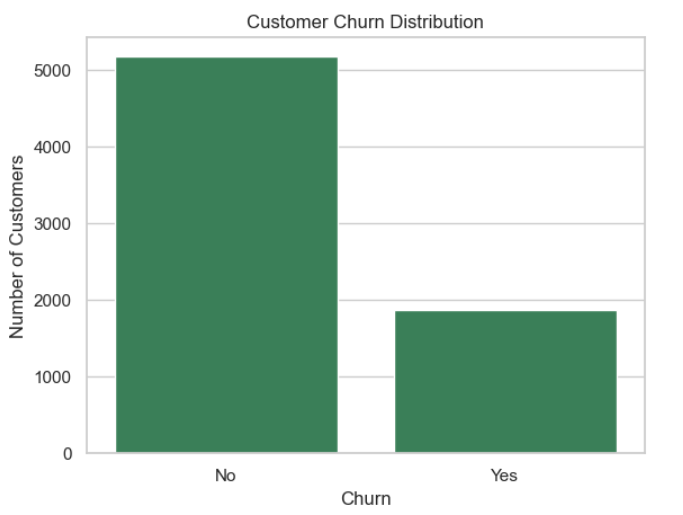 Customer Churn Distribution
Number of Customers
5000
4000
3000
2000
1000
0
No Yes
Churn